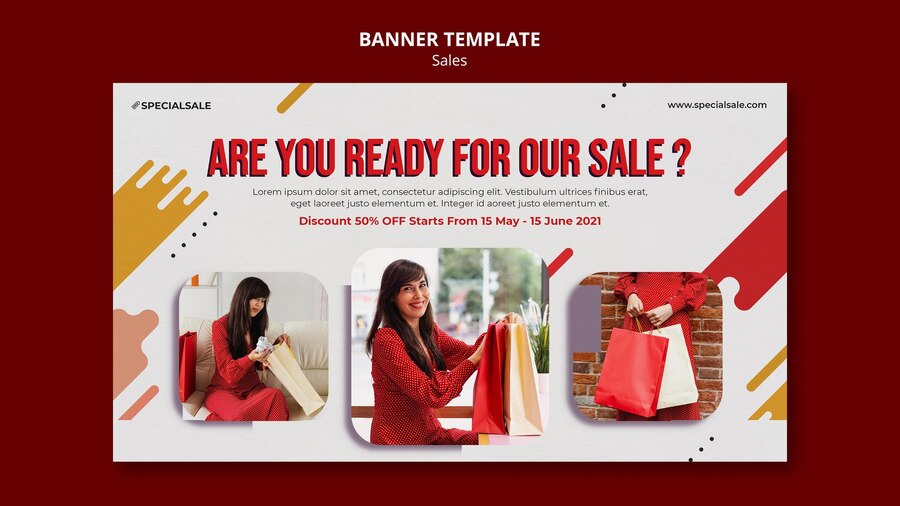 BANNER TEMPLATE
Sales
SPECIALSALE
www.specialsale.com
ARE YOU READY FOR OUR SALE ?
Lorem ipsum dolor sit amet, consectetur adipiscing elit. Vestibulum ultrices finibus erat,
eget laoreet justo elementum et. Integer id aoreet justo elementum et.
Discount 50% OFF Starts From 15 May - 15 June 2021